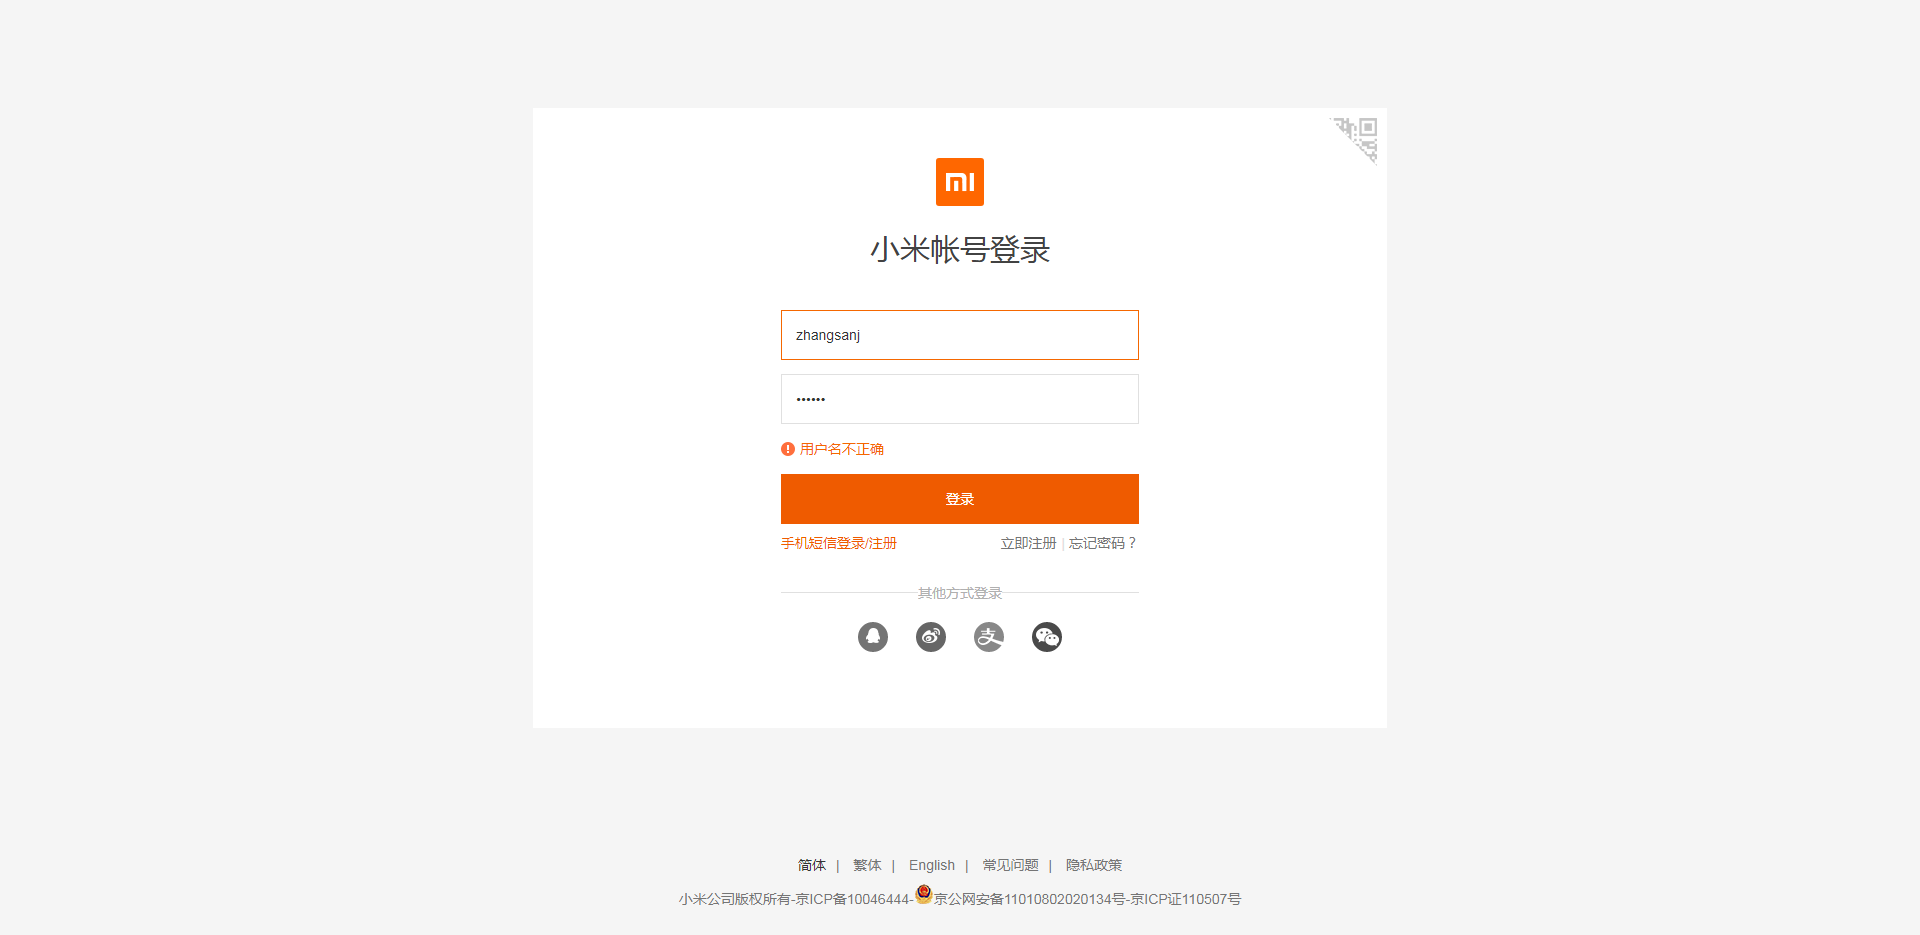 小米帐号登录
zhangsanj
••••••
用户名不正确
登录
手机短信登录/注册 立即注册 | 忘记密码？
其他方式登录
简体 | 繁体 | English | 常见问题 | 隐私政策
小米公司版权所有-京ICP备10046444-京公网安备11010802020134号-京ICP证110507号